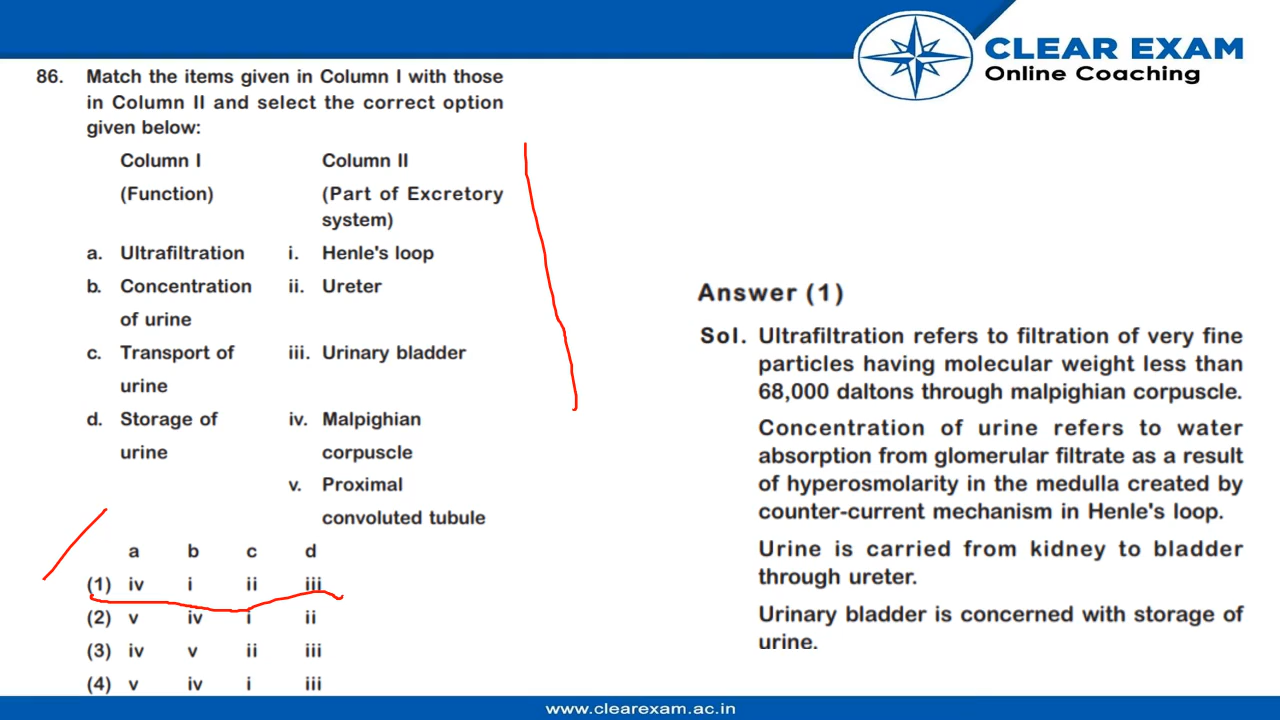 CLEAR EXAM
Online Coaching
86. Match the items given in Column I with those
in Column II and select the correct option
given below:
Column I Column II
(Function) (Part of Excretory
system)
a. Ultrafiltration i. Henle's loop
b. Concentration ii. Ureter
of urine
c. Transport of iii. Urinary bladder
urine
d. Storage of iv. Malpighian
urine corpuscle
v. Proximal
convoluted tubule
a b c d
(1) iv i ii iii
(2) v iv i ii
(3) iv v ii iii
(4) v iv i iii
Answer (1)
Sol. Ultrafiltration refers to filtration of very fine
particles having molecular weight less than
68,000 daltons through malpighian corpuscle.
Concentration of urine refers to water
absorption from glomerular filtrate as a result
of hyperosmolarity in the medulla created by
counter-current mechanism in Henle's loop.
Urine is carried from kidney to bladder
through ureter.
Urinary bladder is concerned with storage of
urine.
www.clearexam.ac.in